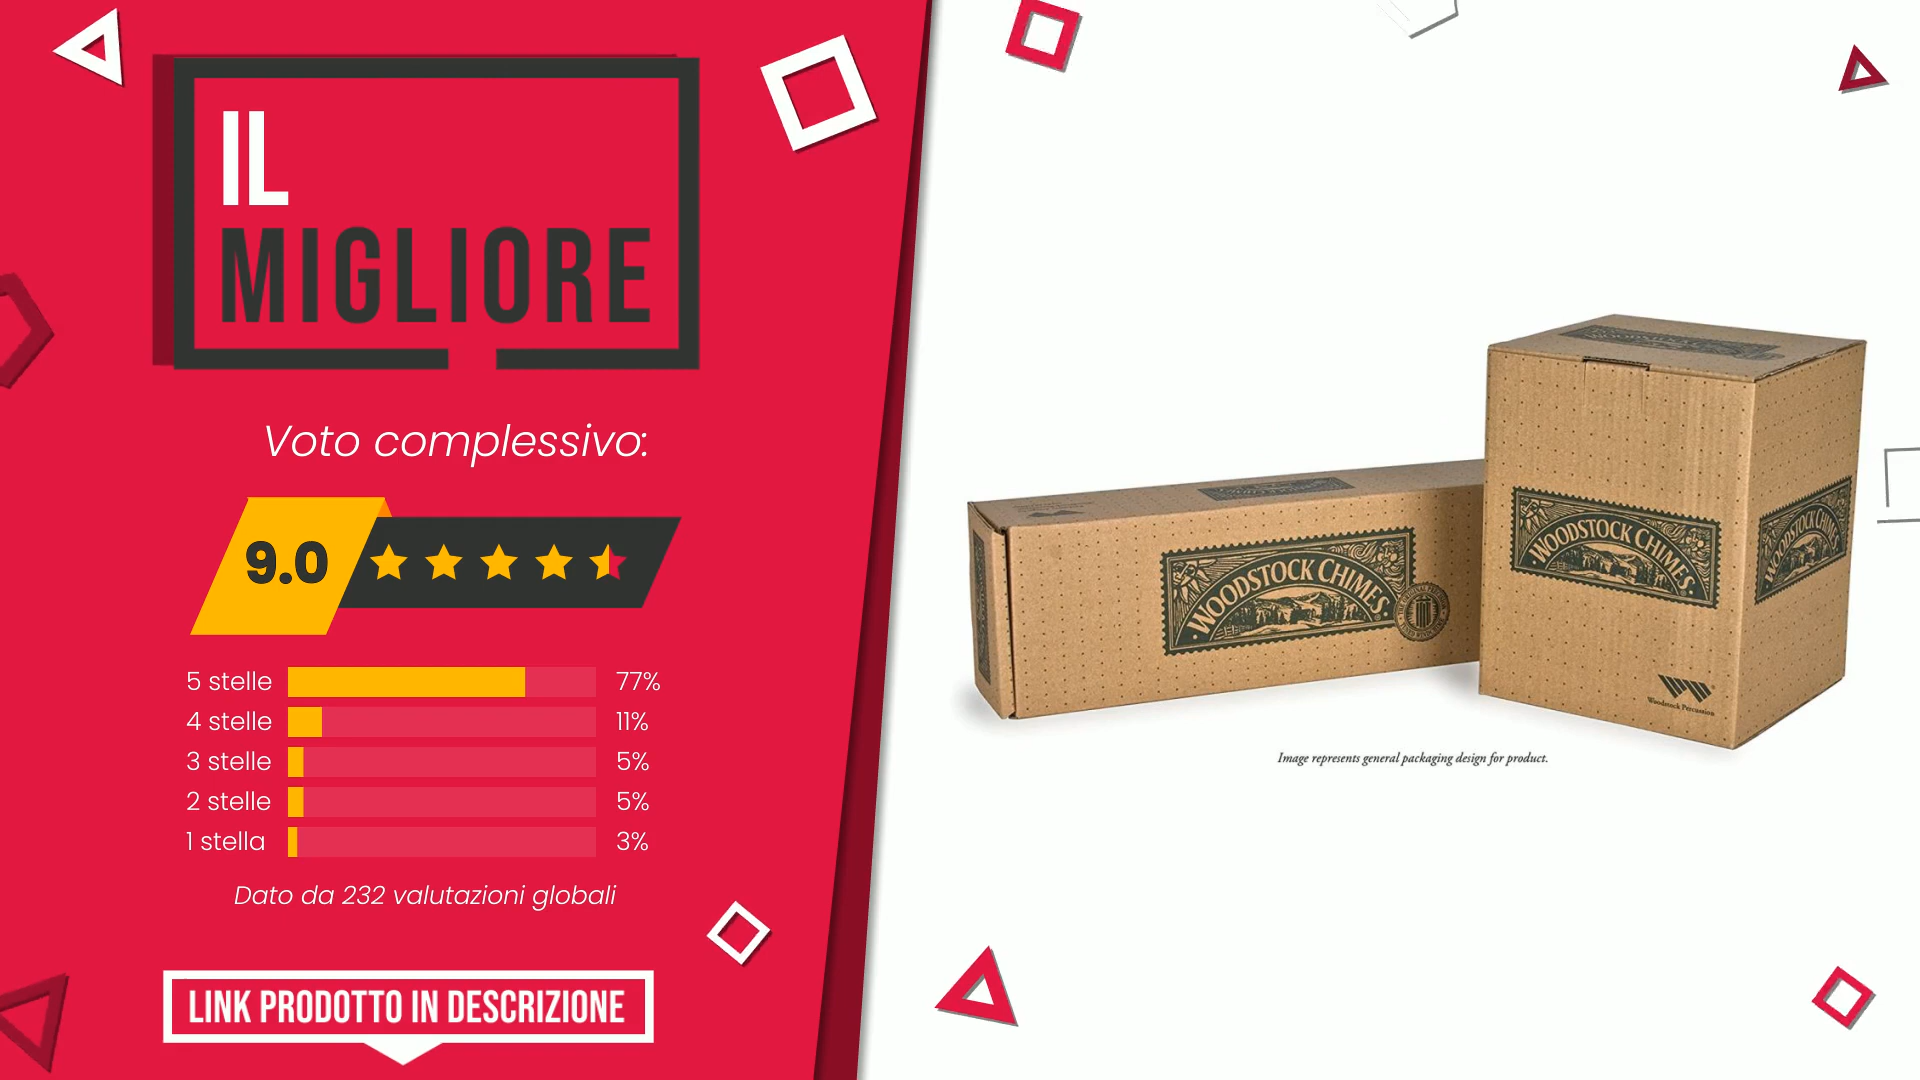 IL
MIGLIORE
Voto complessivo:
9.0
5 stelle 77%
4 stelle 11%
3 stelle 5%
2 stelle 5%
1 stella 3%
Dato da 232 valutazioni globali
LINK PRODOTTO IN DESCRIZIONE
WOODSTOCK CHIMES
WOODSTOCK CHIMES
WOODSTOCK CHIMES
Woodstock Percussion
Image represents general packaging design for product.